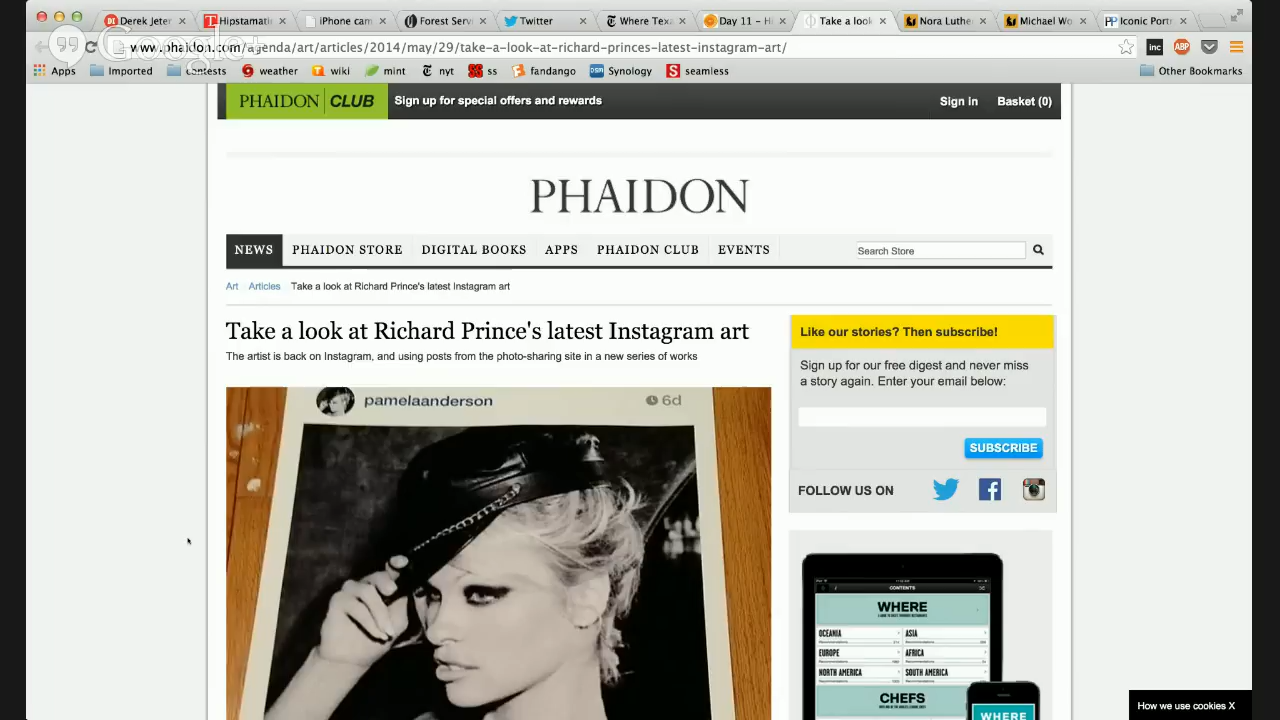 Derek Jeter
Hipstamatic
iPhone cam
Forest Servi
Twitter
Where Texa
Day 11 – H
Take a look
Nora Luthe
Michael Wo
Iconic Portr
Google+
www.phaidon.com/agenda/art/articles/2014/may/29/take-a-look-at-richard-princes-latest-instagram-art/
inc
ABP
Apps Imported contests weather wiki mint nyt ss fandango Synology seamless Other Bookmarks
PHAIDON CLUB Sign up for special offers and rewards Sign in Basket (0)
PHAIDON
NEWS PHAIDON STORE DIGITAL BOOKS APPS PHAIDON CLUB EVENTS Search Store
Art Articles Take a look at Richard Prince's latest Instagram art
Take a look at Richard Prince's latest Instagram art
The artist is back on Instagram, and using posts from the photo-sharing site in a new series of works
pamelaanderson 6d
Like our stories? Then subscribe!
Sign up for our free digest and never miss
a story again. Enter your email below:
SUBSCRIBE
FOLLOW US ON
CONTENTS
WHERE
OCEANIA ASIA
EUROPE AFRICA
NORTH AMERICA SOUTH AMERICA
CHEFS
WHERE
How we use cookies X